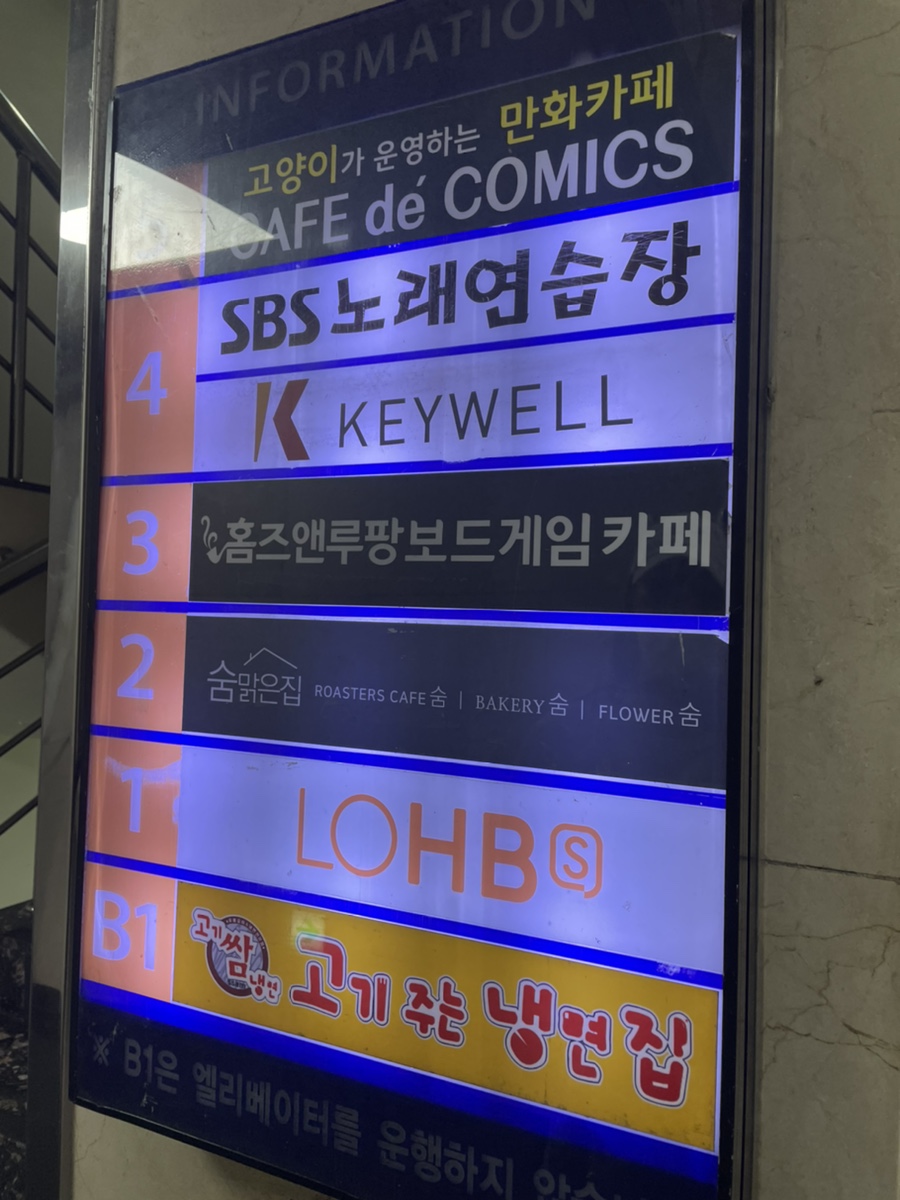 INFORMATION
고양이가 운영하는 만화카페
CAFE dé COMICS
4
SBS 노래연습장
K KEYWELL
3
홈즈앤루팡보드게임카페
2
숨맑은집 ROASTERS CAFE 숨 | BAKERY 숨 | FLOWER 숨
1
LOHBS
B1
고기쌈냉면
고기 주는 냉면집
※ B1은 엘리베이터를 운행하지